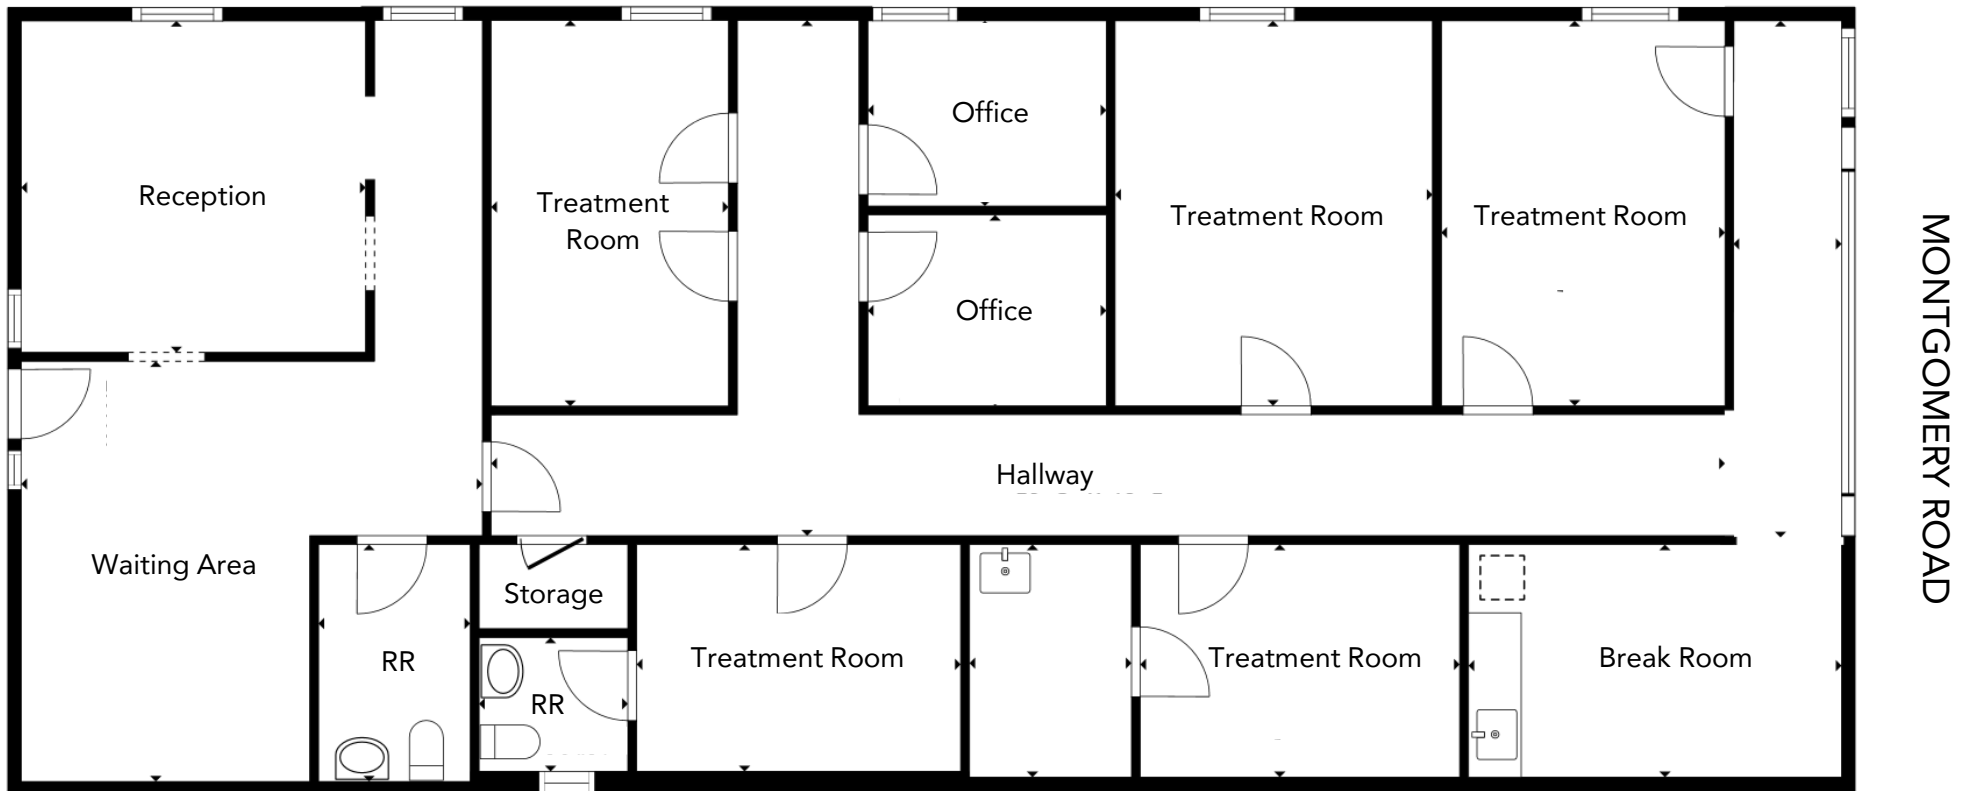 Office
Reception
Treatment
Room
Treatment Room
Treatment Room
Office
MONTGOMERY ROAD
Hallway
Waiting Area
Storage
RR
RR
Treatment Room
Treatment Room
Break Room